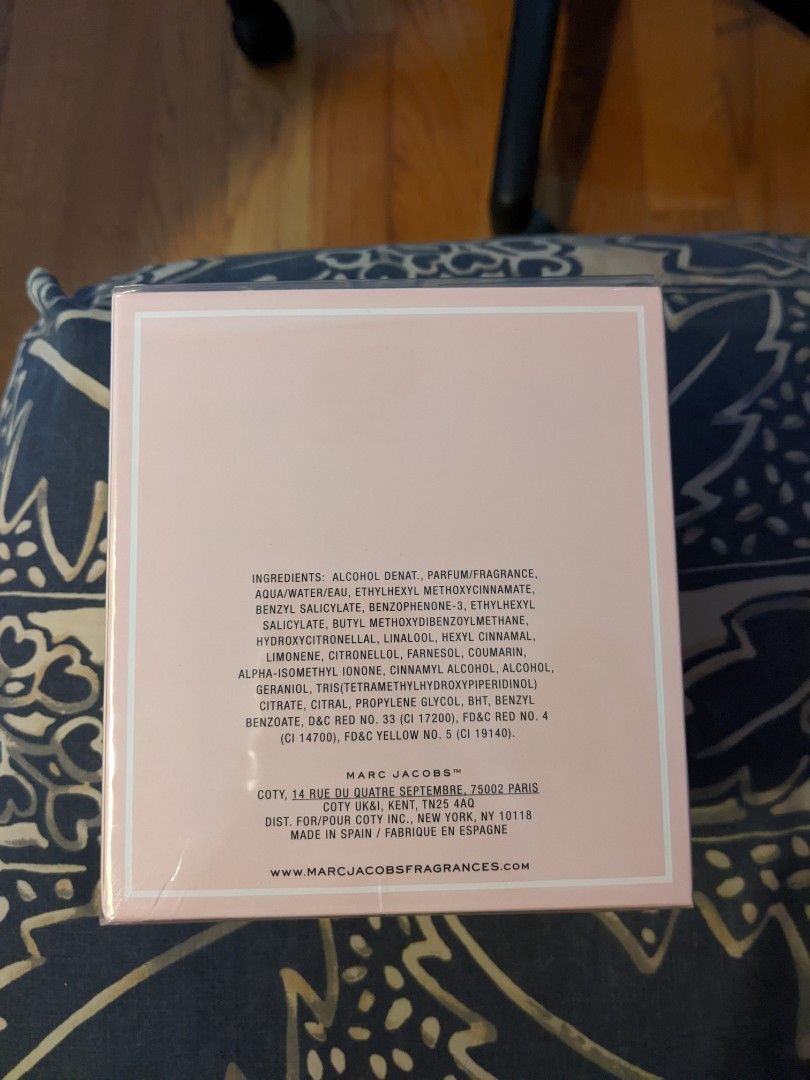 INGREDIENTS: ALCOHOL DENAT., PARFUM/FRAGRANCE,
AQUA/WATER/EAU, ETHYLHEXYL METHOXYCINNAMATE,
BENZYL SALICYLATE, BENZOPHENONE-3, ETHYLHEXYL
SALICYLATE, BUTYL METHOXYDIBENZOYLMETHANE,
HYDROXYCITRONELLAL, LINALOOL, HEXYL CINNAMAL,
LIMONENE, CITRONELLOL, FARNESOL, COUMARIN,
ALPHA-ISOMETHYL IONONE, CINNAMYL ALCOHOL, ALCOHOL,
GERANIOL, TRIS(TETRAMETHYLHYDROXYPIPERIDINOL)
CITRATE, CITRAL, PROPYLENE GLYCOL, BHT, BENZYL
BENZOATE, D&C RED NO. 33 (CI 17200), FD&C RED NO. 4
(CI 14700), FD&C YELLOW NO. 5 (CI 19140).
MARC JACOBS™
COTY, 14 RUE DU QUATRE SEPTEMBRE, 75002 PARIS
COTY UK&I, KENT, TN25 4AQ
DIST. FOR/POUR COTY INC., NEW YORK, NY 10118
MADE IN SPAIN / FABRIQUE EN ESPAGNE
WWW.MARCJACOBSFRAGRANCES.COM